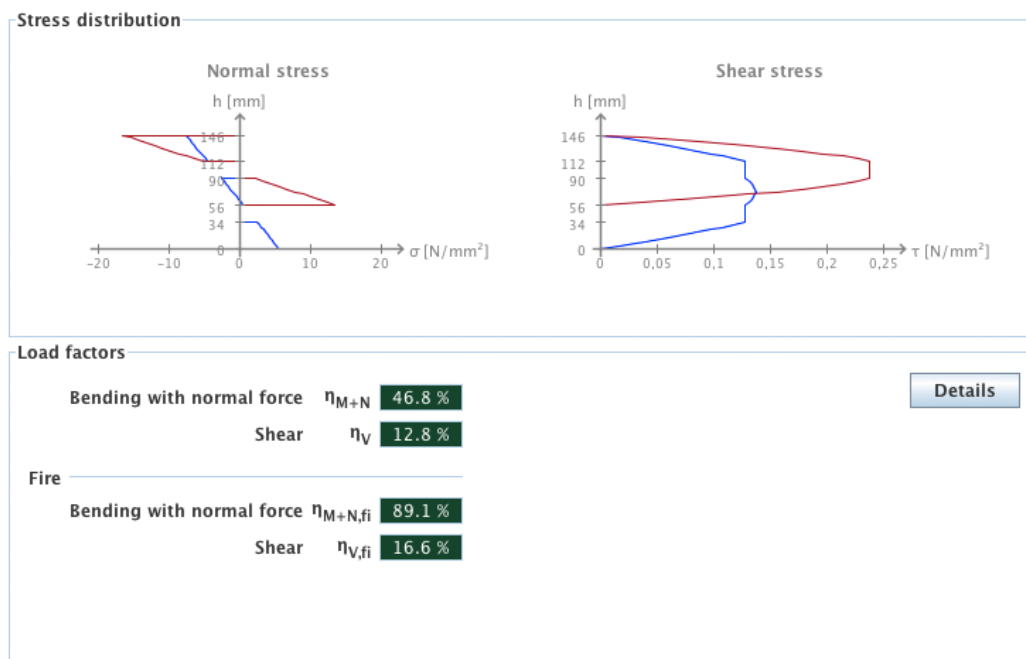 Stress distribution
Normal stress
h [mm]
146
112
90
56
34
0
-20 -10 0 10 20
σ [N/mm²]
Shear stress
h [mm]
146
112
90
56
34
0
0 0,05 0,1 0,15 0,2 0,25
τ [N/mm²]
Load factors
Bending with normal force ηM+N 46.8 %
Details
Shear ηV 12.8 %
Fire
Bending with normal force ηM+N,fi 89.1 %
Shear ηV,fi 16.6 %